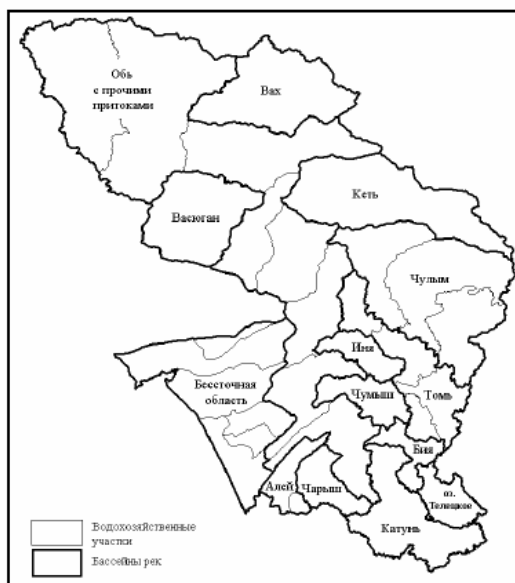 Обь
с прочими
притоками
Вах
Кеть
Васюган
Чулым
Иня
Бессточная
область
Чумыш
Томь
Бия
Алей
Чарыш
оз.
Телецкое
Катунь
Водохозяйственные
участки
Бассейны рек